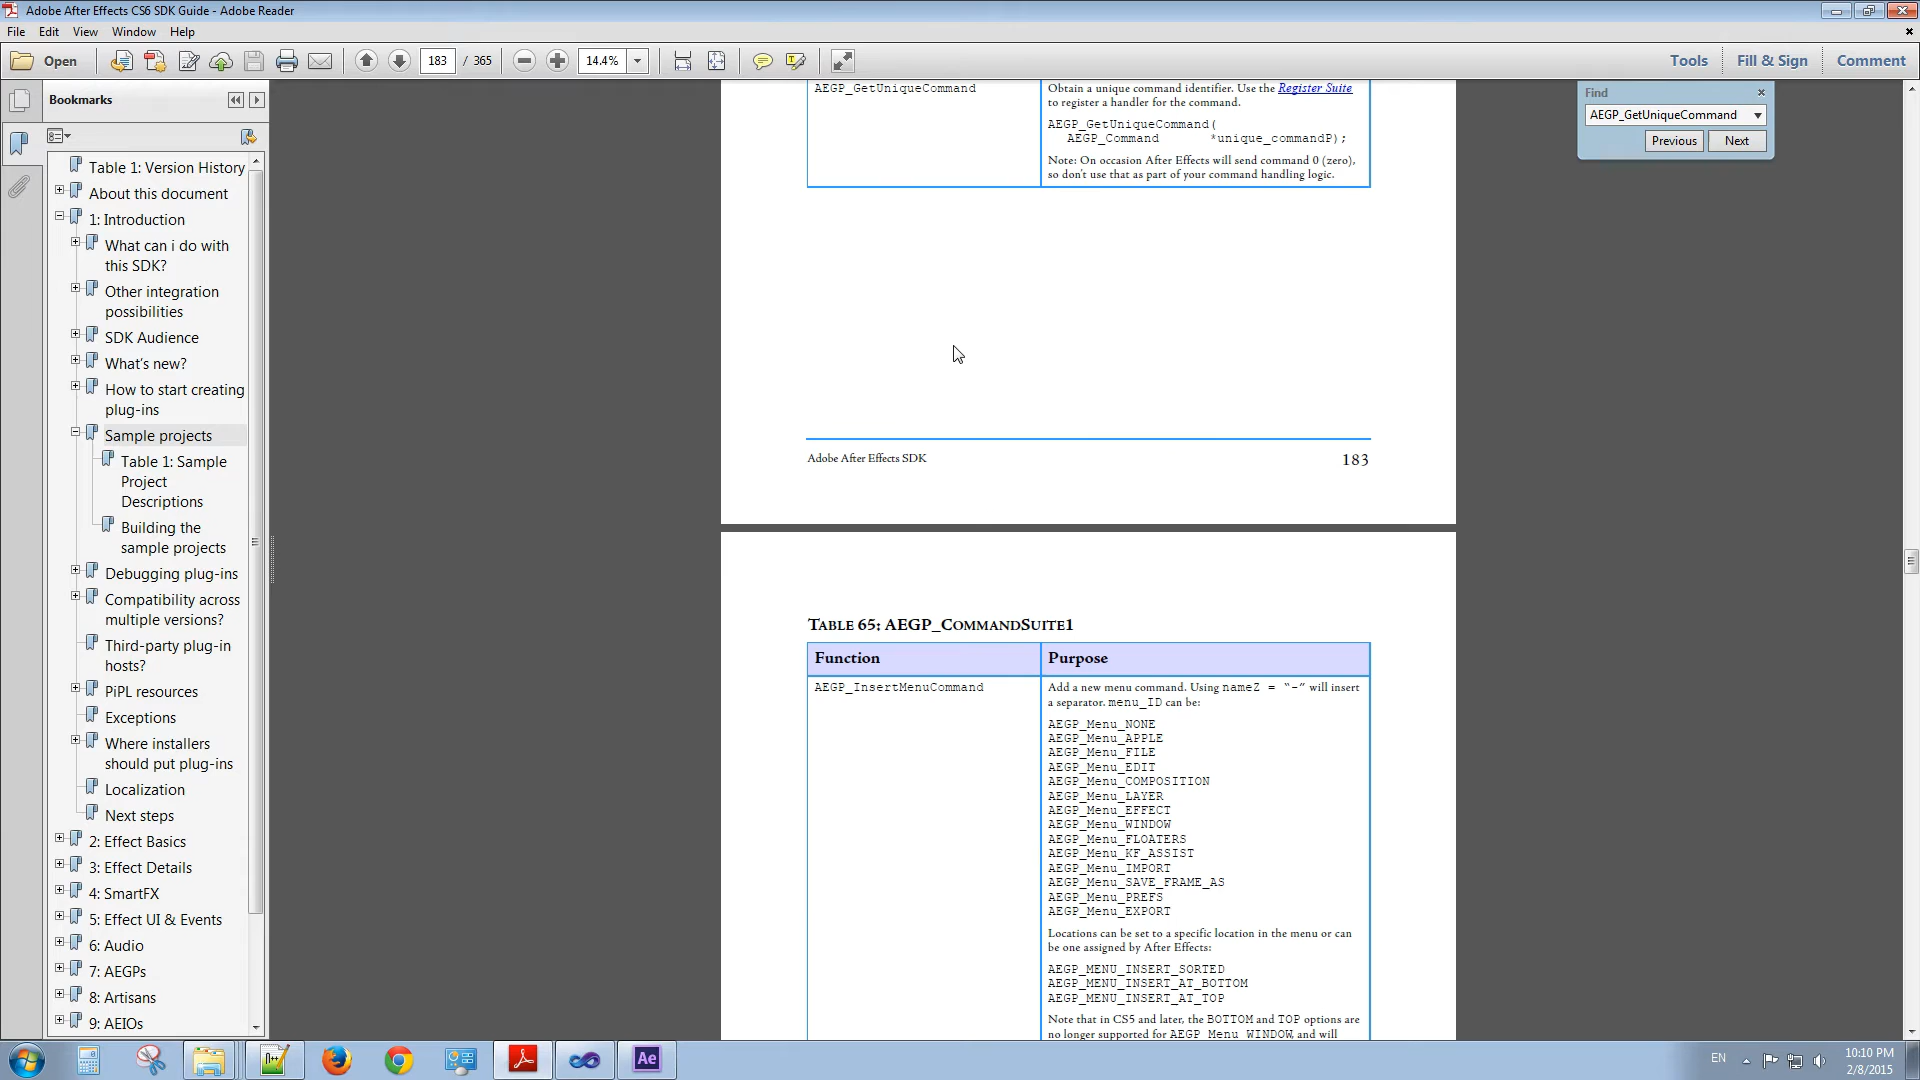 Adobe After Effects CS6 SDK Guide - Adobe Reader
File Edit View Window Help
Open 183 / 365 14.4% Tools Fill & Sign Comment
Bookmarks
Table 1: Version History
About this document
1: Introduction
What can i do with
this SDK?
Other integration
possibilities
SDK Audience
What's new?
How to start creating
plug-ins
Sample projects
Table 1: Sample
Project
Descriptions
Building the
sample projects
Debugging plug-ins
Compatibility across
multiple versions?
Third-party plug-in
hosts?
PiPL resources
Exceptions
Where installers
should put plug-ins
Localization
Next steps
2: Effect Basics
3: Effect Details
4: SmartFX
5: Effect UI & Events
6: Audio
7: AEGPs
8: Artisans
9: AEIOs
AEGP_GetUniqueCommand
Obtain a unique command identifier. Use the Register Suite
to register a handler for the command.
AEGP_GetUniqueCommand(
AEGP_Command *unique_commandP);
Note: On occasion After Effects will send command 0 (zero),
so don't use that as part of your command handling logic.
Adobe After Effects SDK 183
TABLE 65: AEGP_COMMANDSUITE1
Function Purpose
AEGP_InsertMenuCommand
Add a new menu command. Using nameZ = “-” will insert
a separator. menu_ID can be:
AEGP_Menu_NONE
AEGP_Menu_APPLE
AEGP_Menu_FILE
AEGP_Menu_EDIT
AEGP_Menu_COMPOSITION
AEGP_Menu_LAYER
AEGP_Menu_EFFECT
AEGP_Menu_WINDOW
AEGP_Menu_FLOATERS
AEGP_Menu_KF_ASSIST
AEGP_Menu_IMPORT
AEGP_Menu_SAVE_FRAME_AS
AEGP_Menu_PREFS
AEGP_Menu_EXPORT
Locations can be set to a specific location in the menu or can
be one assigned by After Effects:
AEGP_MENU_INSERT_SORTED
AEGP_MENU_INSERT_AT_BOTTOM
AEGP_MENU_INSERT_AT_TOP
Note that in CS5 and later, the BOTTOM and TOP options are
no longer supported for AEGP_Menu_WINDOW, and will
Find
AEGP_GetUniqueCommand
Previous Next
n++
Ae
EN
10:10 PM
2/8/2015